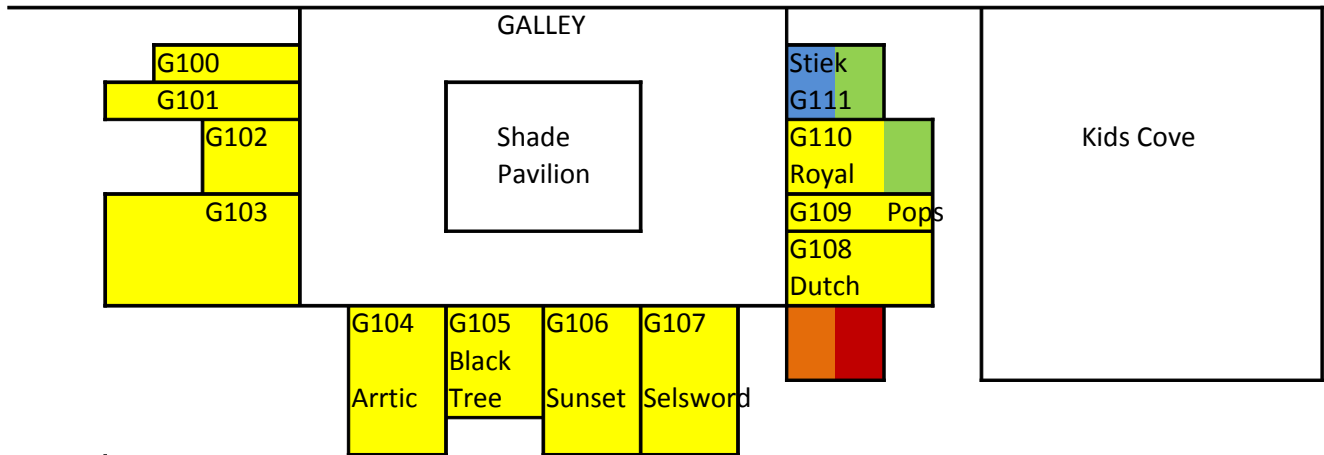 GALLEY
G100
G101
G102
G103
Shade
Pavilion
Stiek
G111
G110
Royal
G109 Pops
G108
Dutch
Kids Cove
G104
Arrtic
G105
Black
Tree
G106
Sunset
G107
Selsword